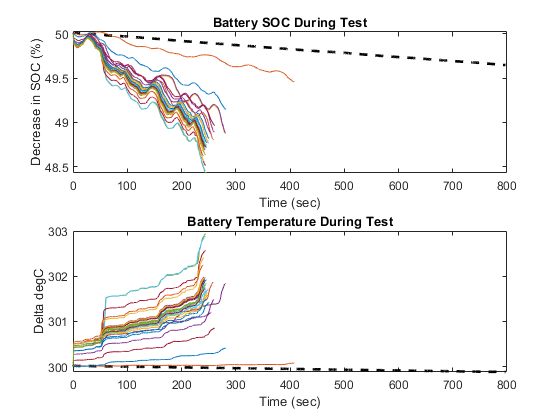 Battery SOC During Test
50
49.5
49
48.5
Decrease in SOC (%)
0 100 200 300 400 500 600 700 800
Time (sec)
Battery Temperature During Test
303
302
301
300
Delta degC
0 100 200 300 400 500 600 700 800
Time (sec)